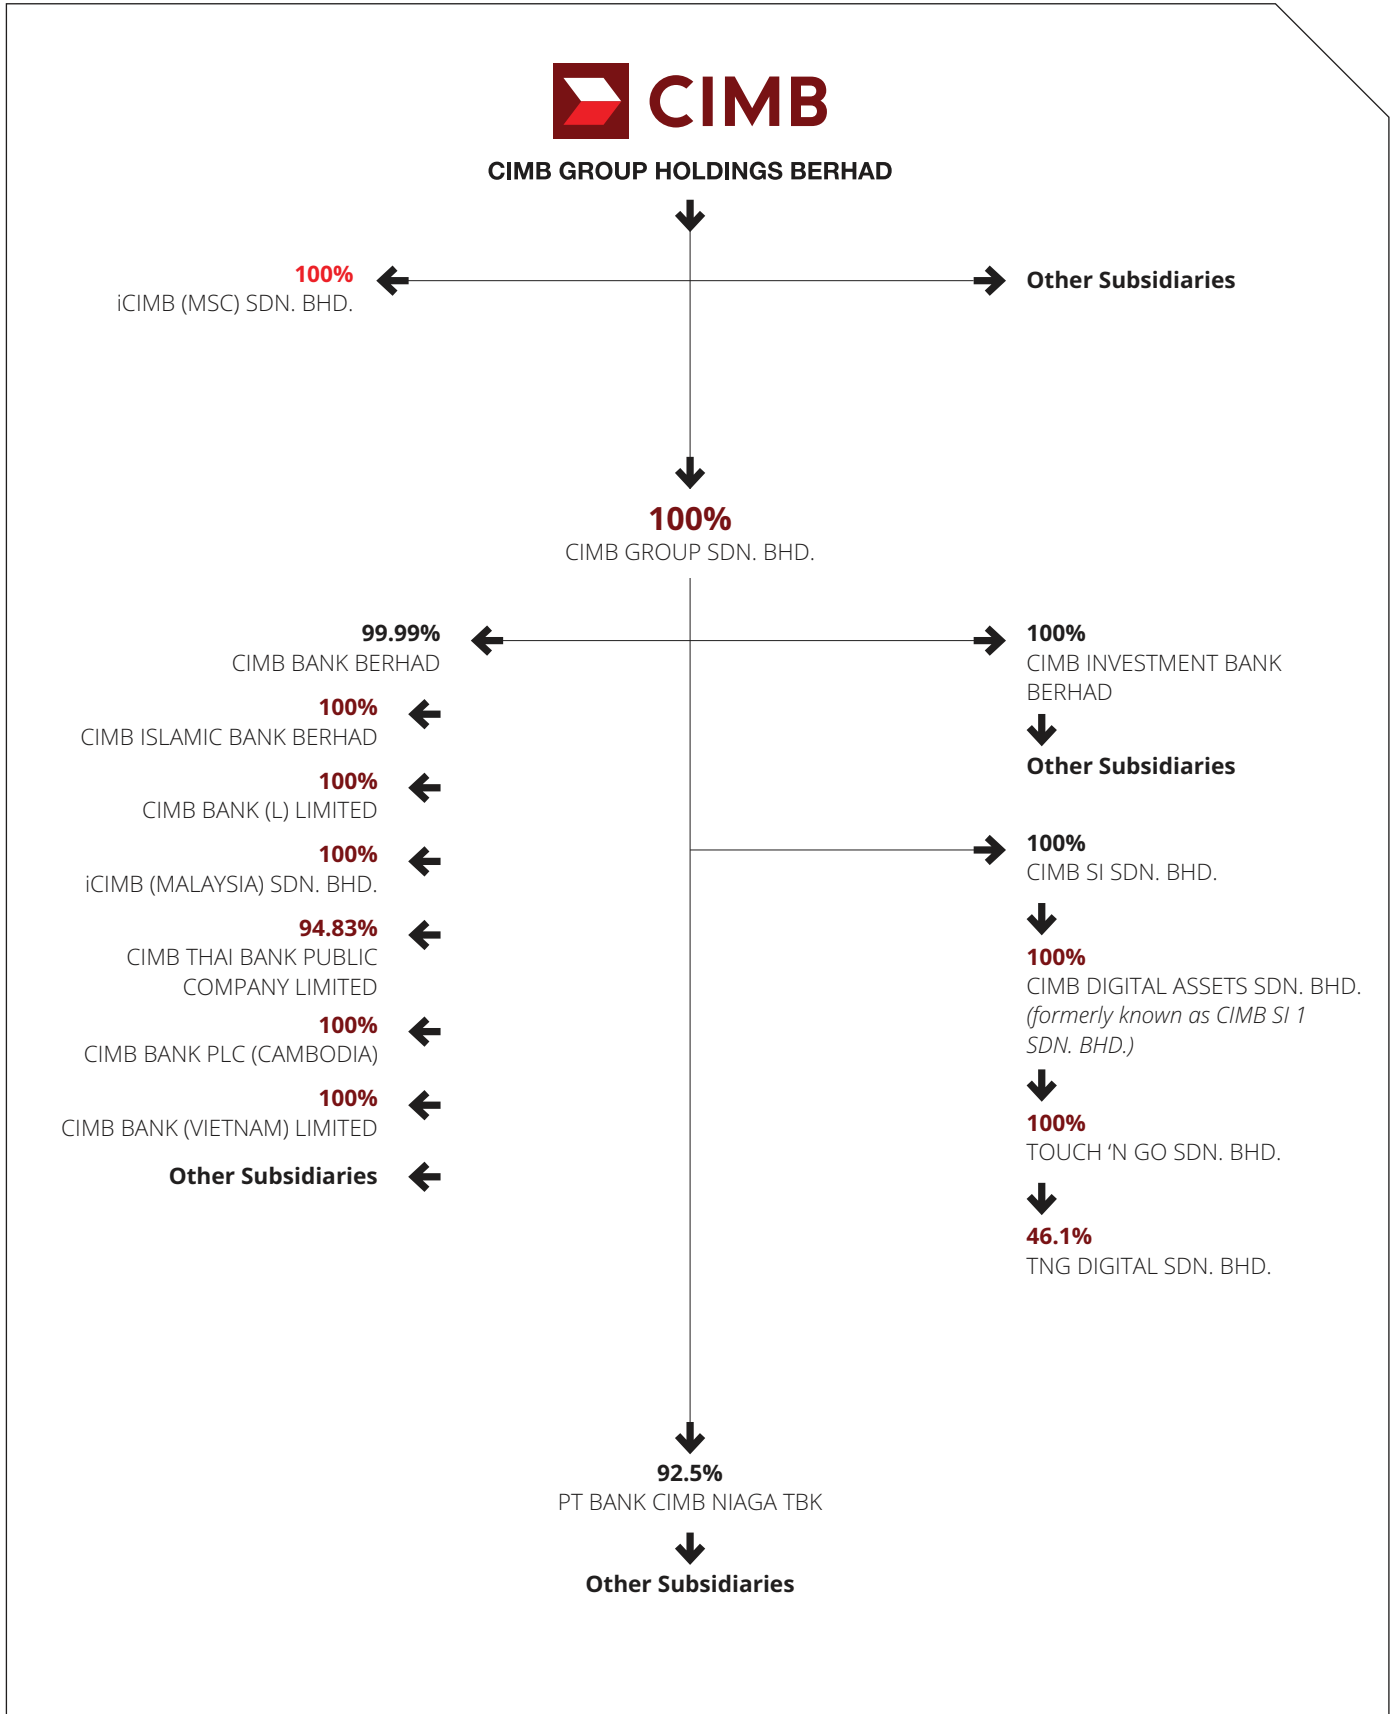 CIMB
CIMB GROUP HOLDINGS BERHAD
100%
iCIMB (MSC) SDN. BHD.
Other Subsidiaries
100%
CIMB GROUP SDN. BHD.
99.99%
CIMB BANK BERHAD
100%
CIMB ISLAMIC BANK BERHAD
100%
CIMB BANK (L) LIMITED
100%
iCIMB (MALAYSIA) SDN. BHD.
94.83%
CIMB THAI BANK PUBLIC
COMPANY LIMITED
100%
CIMB BANK PLC (CAMBODIA)
100%
CIMB BANK (VIETNAM) LIMITED
Other Subsidiaries
100%
CIMB INVESTMENT BANK
BERHAD
Other Subsidiaries
100%
CIMB SI SDN. BHD.
100%
CIMB DIGITAL ASSETS SDN. BHD.
(formerly known as CIMB SI 1
SDN. BHD.)
100%
TOUCH ‘N GO SDN. BHD.
46.1%
TNG DIGITAL SDN. BHD.
92.5%
PT BANK CIMB NIAGA TBK
Other Subsidiaries